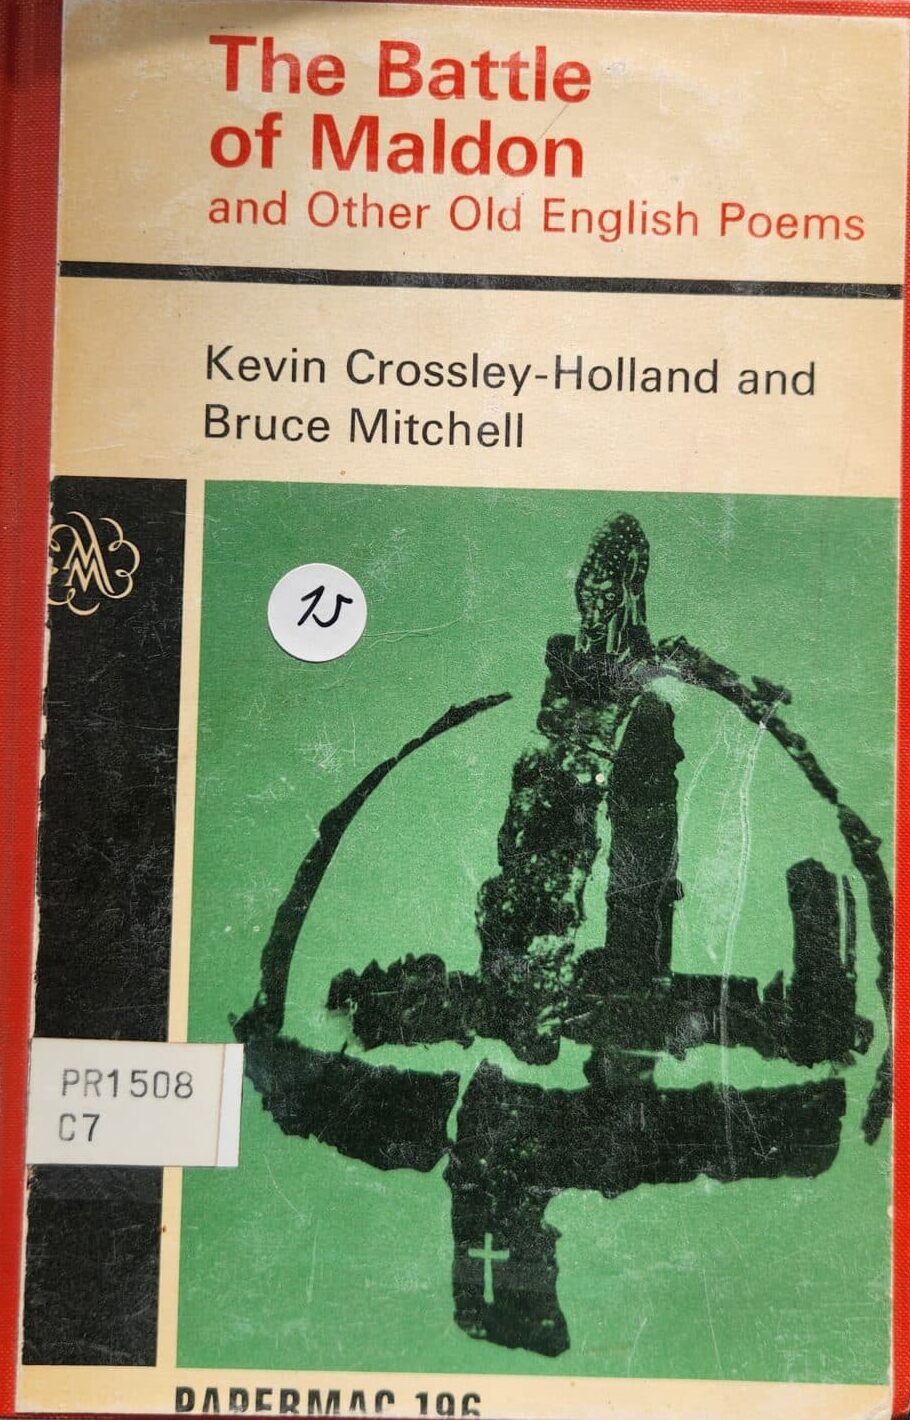 The Battle
of Maldon
and Other Old English Poems
Kevin Crossley-Holland and
Bruce Mitchell
M
15
PR1508
C7
PAPERMAC 196